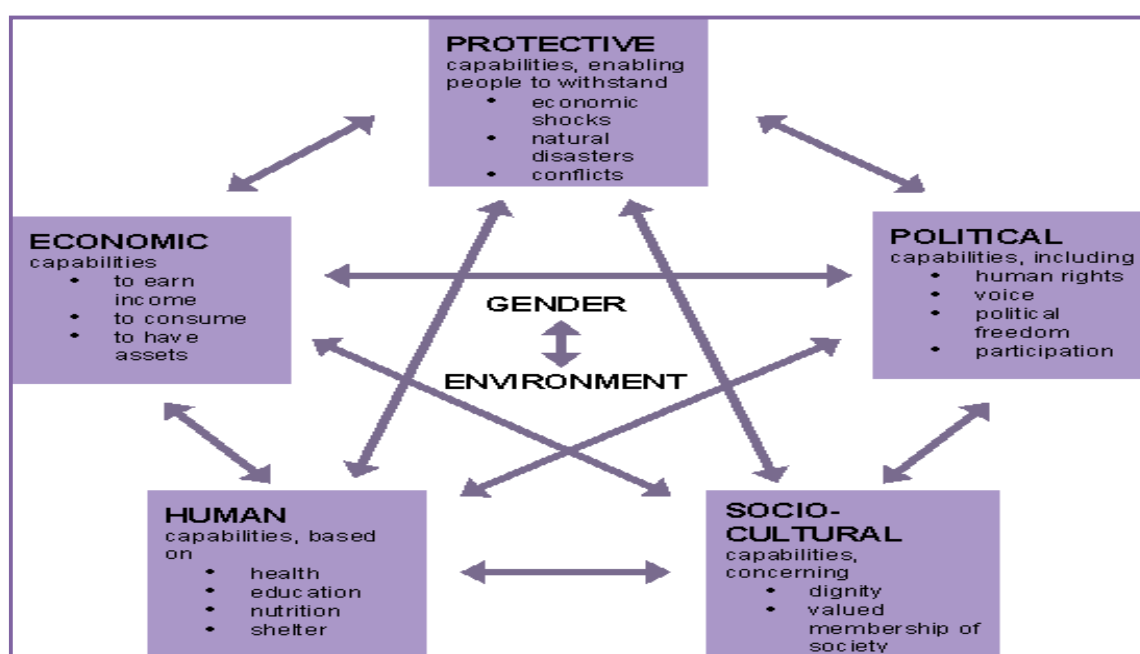 PROTECTIVE
capabilities, enabling
people to withstand
• economic
shocks
• natural
disasters
• conflicts
ECONOMIC
capabilities
• to earn
income
• to consume
• to have
assets
POLITICAL
capabilities, including
• human rights
• voice
• political
freedom
• participation
GENDER
ENVIRONMENT
HUMAN
capabilities, based
on
• health
• education
• nutrition
• shelter
SOCIO-
CULTURAL
capabilities,
concerning
• dignity
• valued
membership of
society